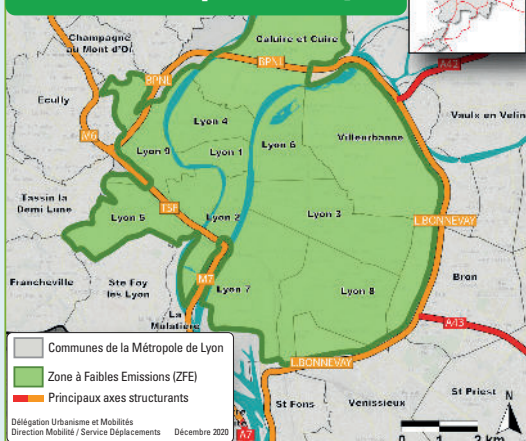 Champagne
au Mont d'Or
Caluire et Cuire
BPNL
BPNL
A42
Ecully
Lyon 4
Vaulx en Velin
Villeurbanne
M6
Lyon 9
Lyon 1
Lyon 6
Tassin la
Demi Lune
TSF
Lyon 5
Lyon 2
Lyon 3
L.BONNEVAY
Francheville
Ste Foy
les Lyon
M7
Lyon 7
Lyon 8
Bron
La
Mulatière
A43
L.BONNEVAY
Communes de la Métropole de Lyon
Zone à Faibles Emissions (ZFE)
Principaux axes structurants
St Fons
Venissieux
St Priest
N
A7
0 1 2 km
Délégation Urbanisme et Mobilités
Direction Mobilité / Service Déplacements Décembre 2020